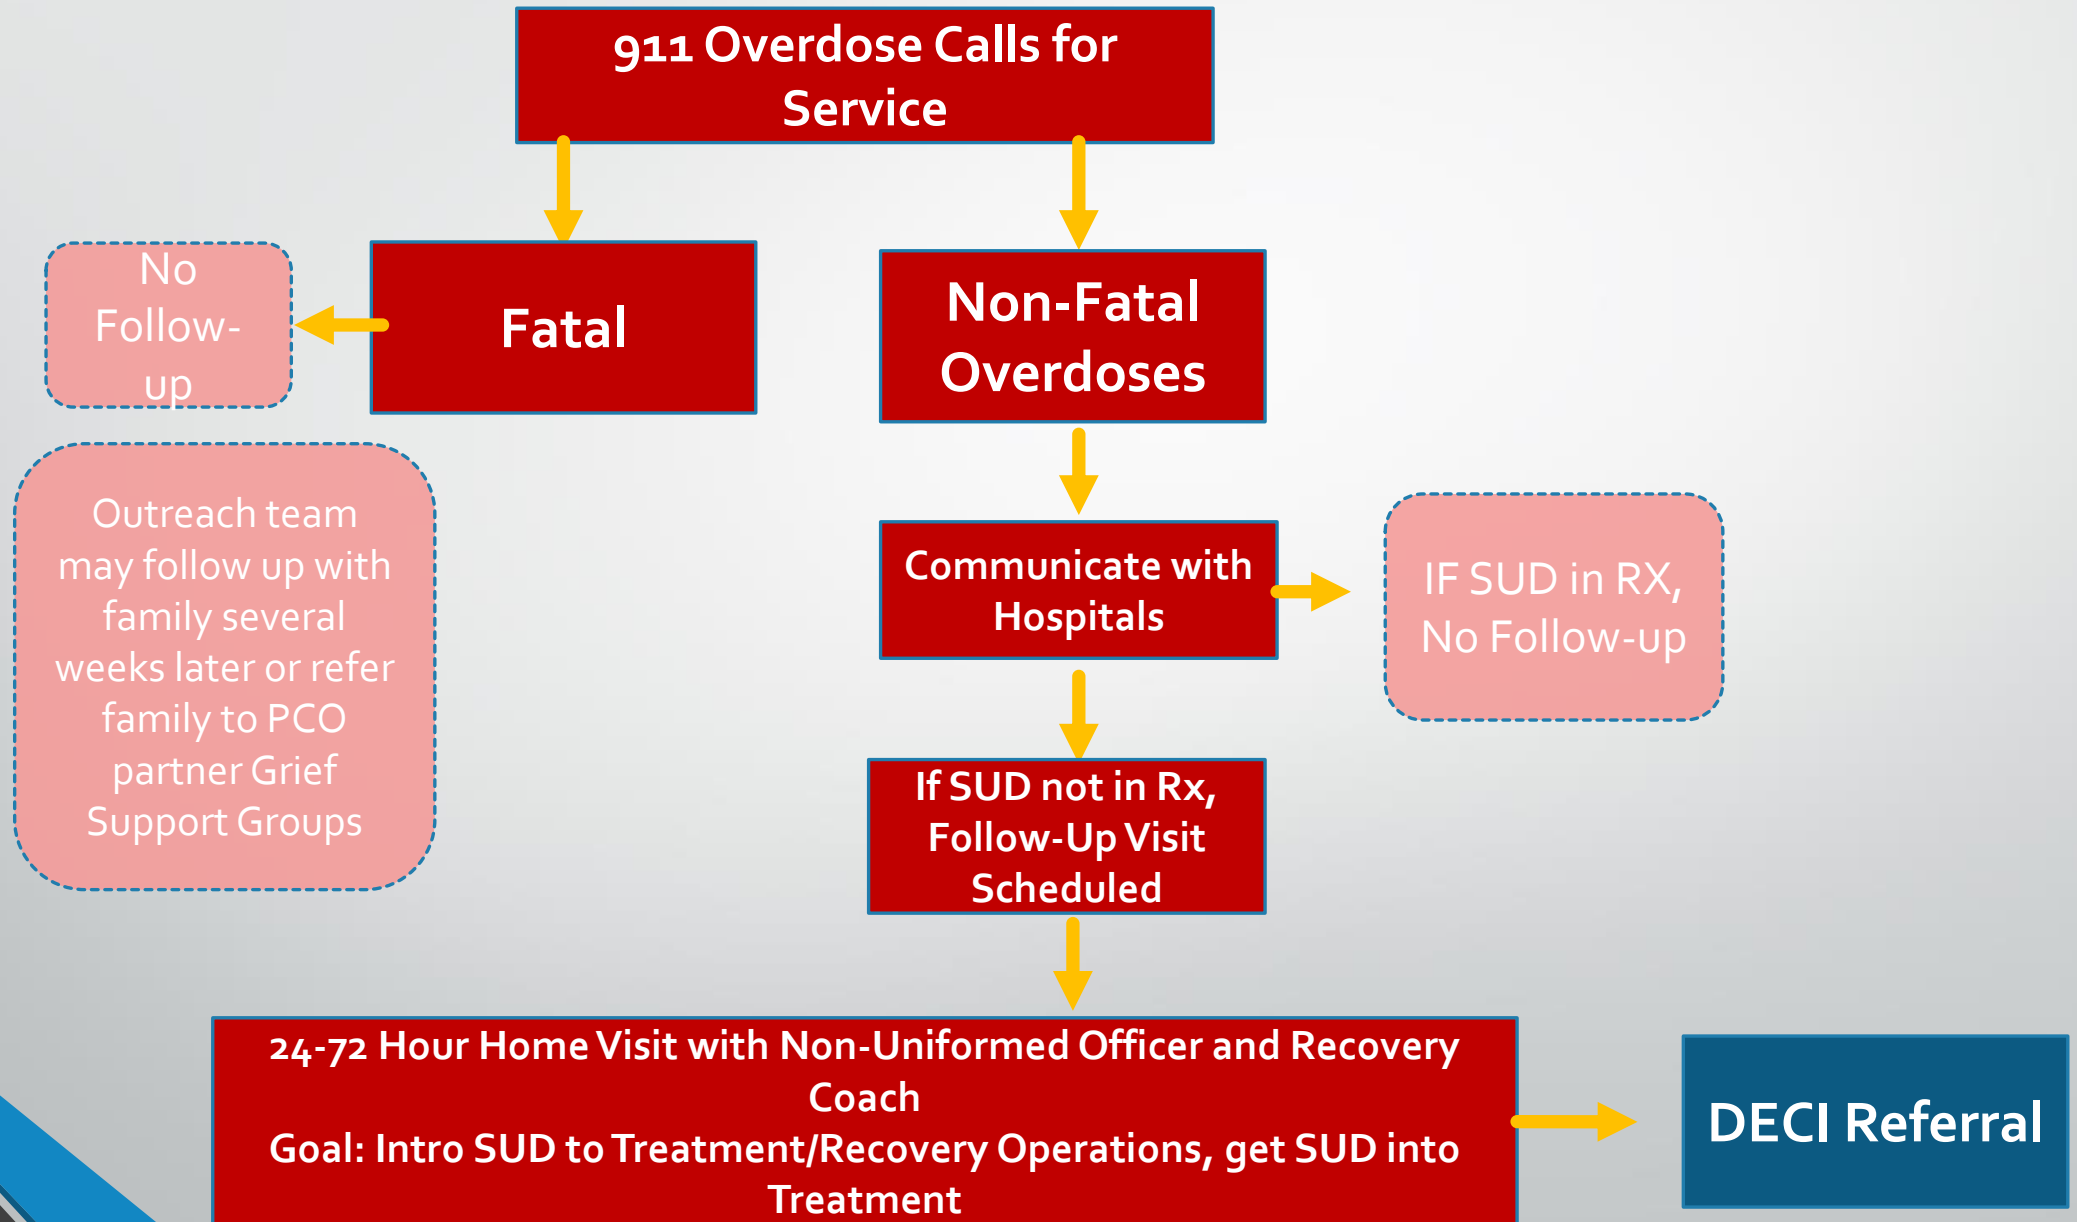 911 Overdose Calls for
Service
No
Follow-
up
Fatal
Non-Fatal
Overdoses
Outreach team
may follow up with
family several
weeks later or refer
family to PCO
partner Grief
Support Groups
Communicate with
Hospitals
IF SUD in RX,
No Follow-up
If SUD not in Rx,
Follow-Up Visit
Scheduled
24-72 Hour Home Visit with Non-Uniformed Officer and Recovery
Coach
Goal: Intro SUD to Treatment/Recovery Operations, get SUD into
Treatment
DECI Referral